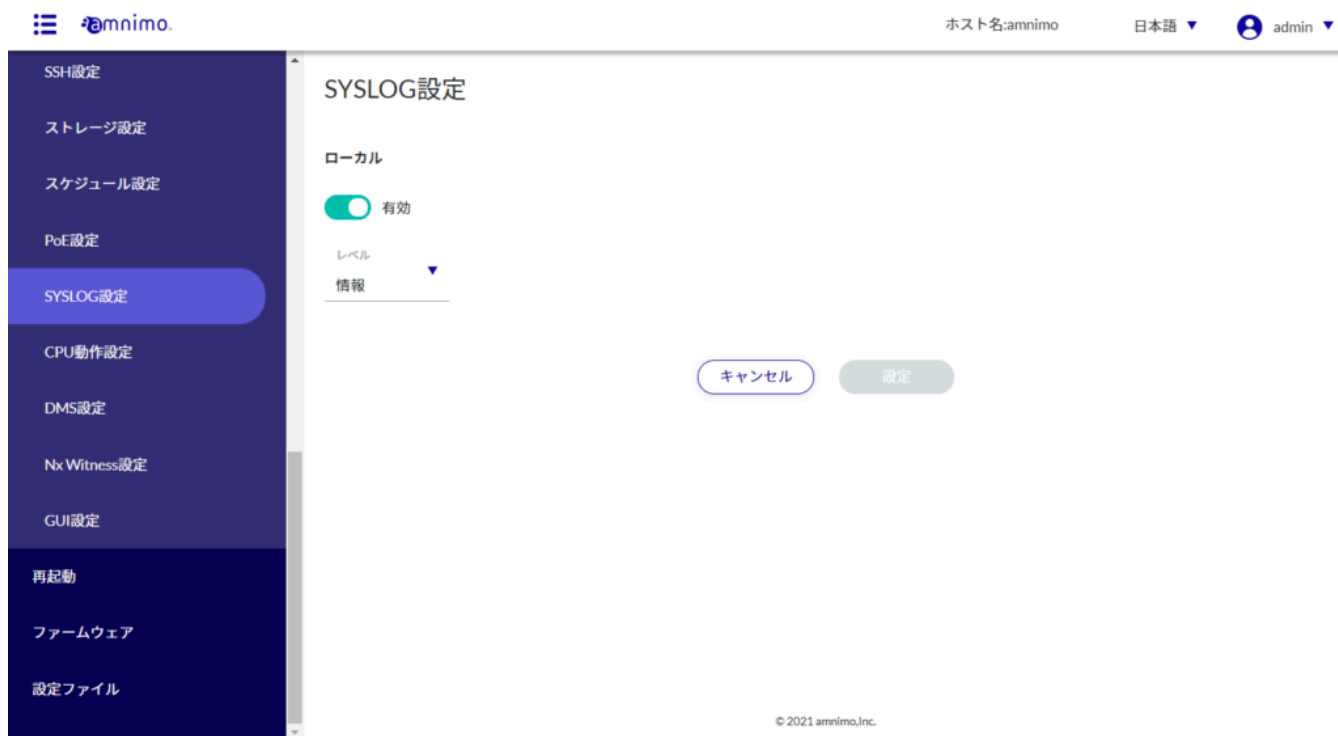 amnimo.
ホスト名:amnimo
日本語 ▼
admin ▼
SSH設定
ストレージ設定
スケジュール設定
PoE設定
SYSLOG設定
CPU動作設定
DMS設定
Nx Witness設定
GUI設定
再起動
ファームウェア
設定ファイル
SYSLOG設定
ローカル
有効
レベル
情報 ▼
キャンセル
設定
© 2021 amnimo,Inc.